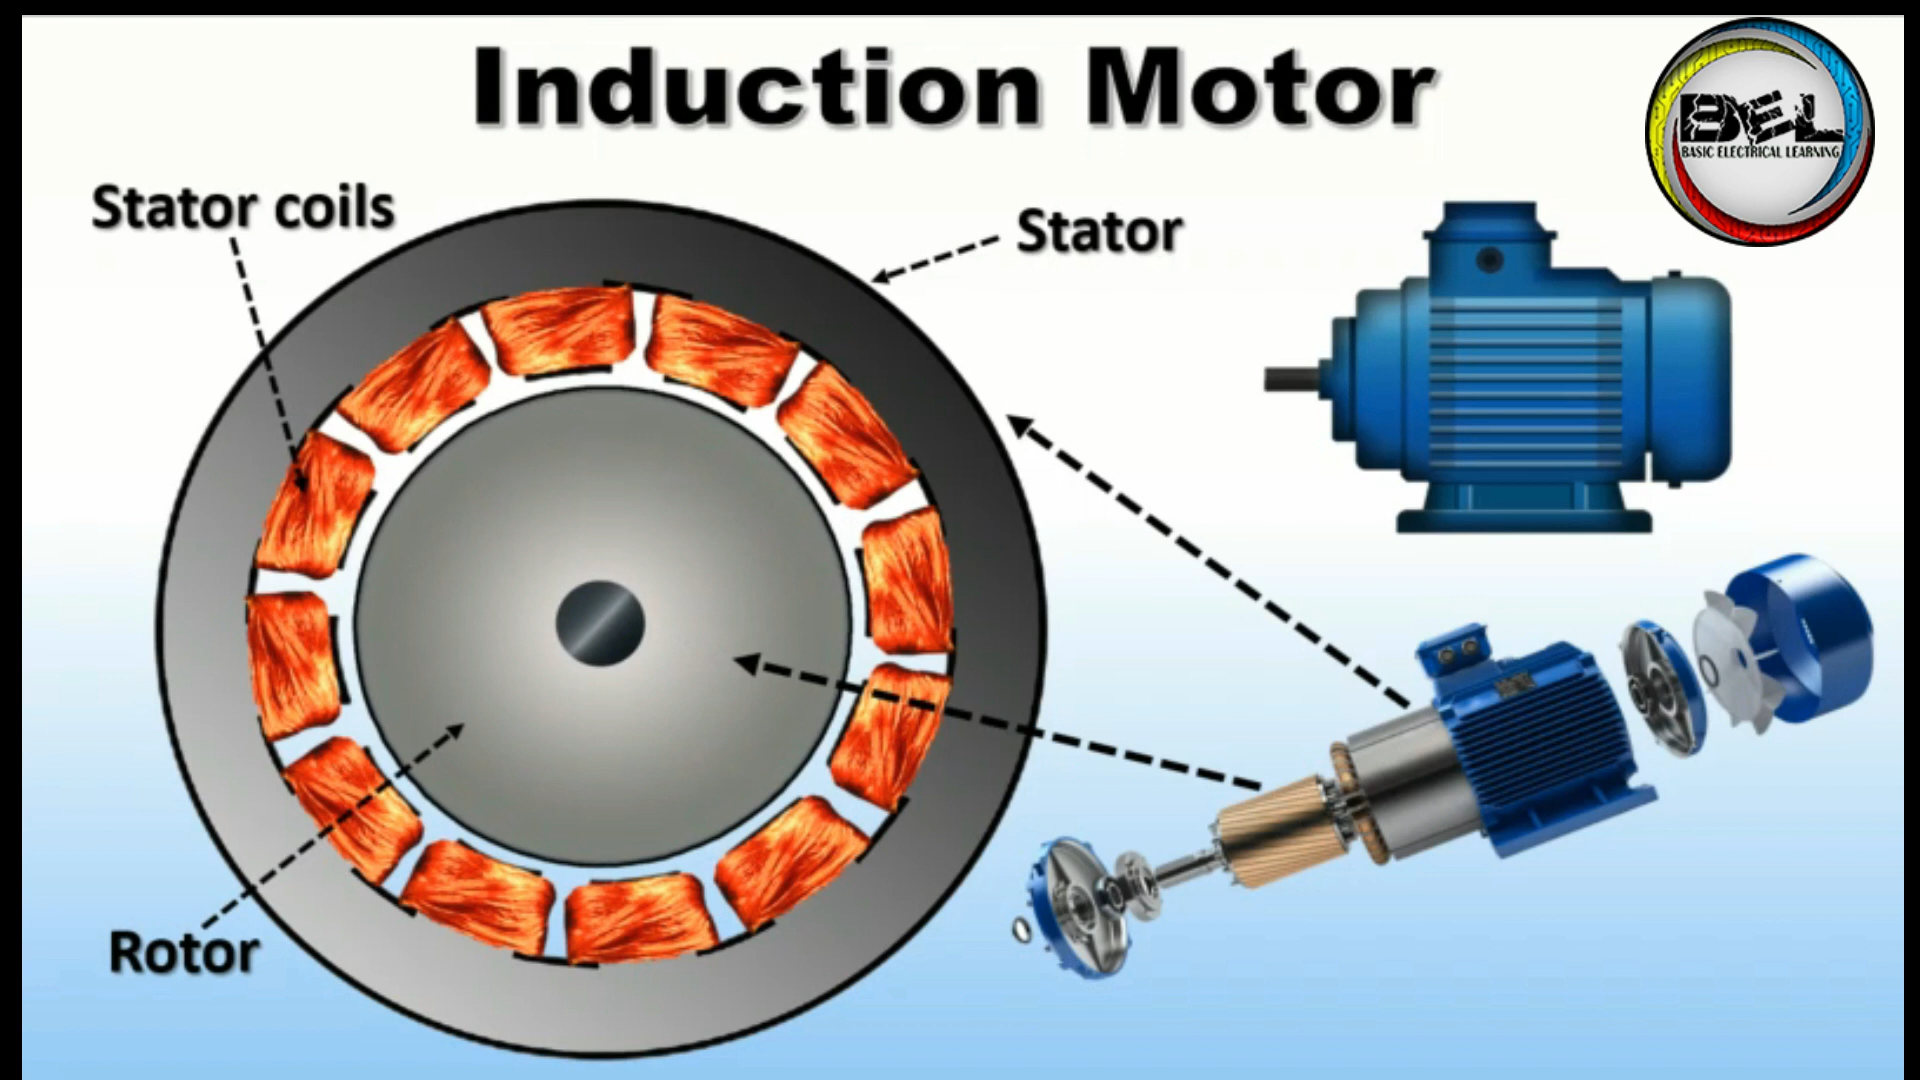 Induction Motor
BEL
BASIC ELECTRICAL LEARNING
Stator coils
Stator
Rotor